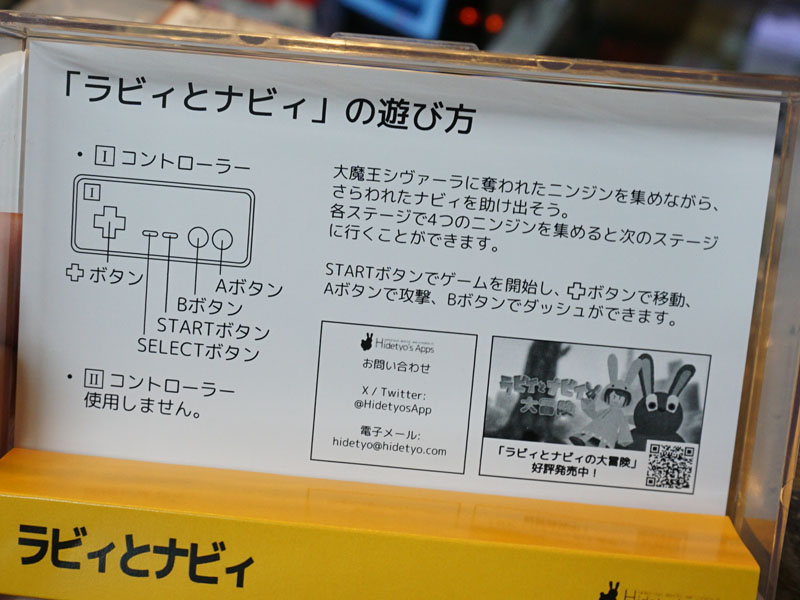 「ラビィとナビィ」の遊び方
・Ⅰコントローラー
Ⅰ
ボタン
Aボタン
Bボタン
STARTボタン
SELECTボタン
・Ⅱコントローラー
使用しません。
大魔王シヴァーラに奪われたニンジンを集めながら、
さらわれたナビィを助け出そう。
各ステージで4つのニンジンを集めると次のステージ
に行くことができます。
STARTボタンでゲームを開始し、ボタンで移動、
Aボタンで攻撃、Bボタンでダッシュができます。
Hidetyo's Apps
お問い合わせ
X / Twitter:
@HidetyosApp
電子メール:
hidetyo@hidetyo.com
ラビィとナビィの
大冒険
「ラビィとナビィの大冒険」
好評発売中！
ラビィとナビィ